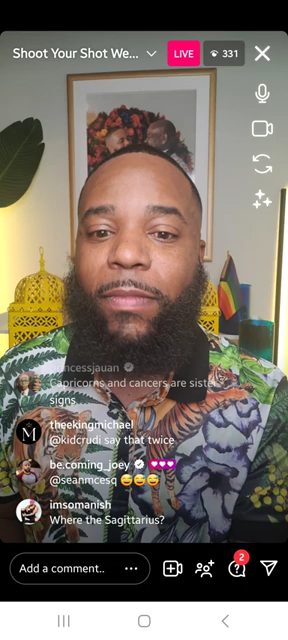 Shoot Your Shot We...
LIVE
331
Capricorns and cancers are sister
signs.
theekingmichael
M
@kidcrudi say that twice
be.coming_joey
@seanmcesq 😅😅😅
imsomanish
Where the Sagittarius?
Add a comment..
2